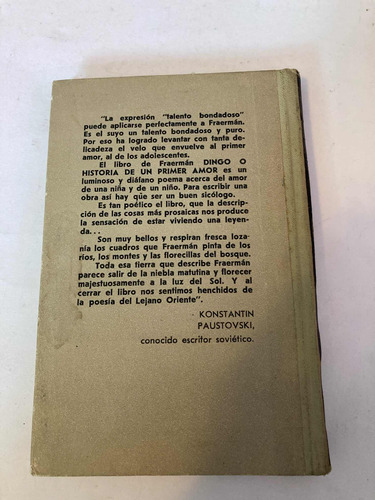 "La expresión "talento bondadoso"
puede aplicarse perfectamente a Fraermán.
Es el suyo un talento bondadoso y puro.
Por eso ha logrado levantar con tanta de-
licadeza el velo que envuelve al primer
amor, al de los adolescentes.
El libro de Fraermán DINGO O
HISTORIA DE UN PRIMER AMOR es un
luminoso y diáfano poema acerca del amor
de una niña y de un niño. Para escribir una
obra así hay que ser un buen sicólogo.
Es tan poético el libro, que la descrip-
ción de las cosas más prosaicas nos produce
la sensación de estar viviendo una leyen-
da...
Son muy bellos y respiran fresca loza-
nía los cuadros que Fraermán pinta de los
ríos, los montes y las florecillas del bosque.
Toda esa tierra que describe Fraermán
parece salir de la niebla matutina y florecer
majestuosamente a la luz del Sol. Y al
cerrar el libro nos sentimos henchidos de
la poesía del Lejano Oriente".
KONSTANTIN
PAUSTOVSKI,
conocido escritor soviético.